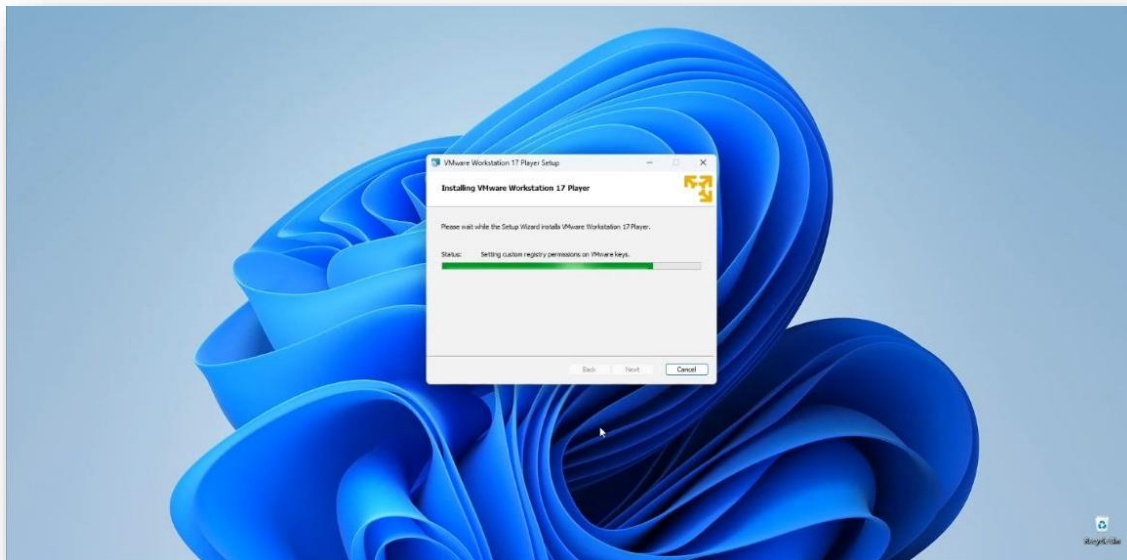 VMware Workstation 17 Player Setup
Installing VMware Workstation 17 Player
Please wait while the Setup Wizard installs VMware Workstation 17 Player.
Status: Setting custom registry permissions on VMware keys.
Back Next Cancel